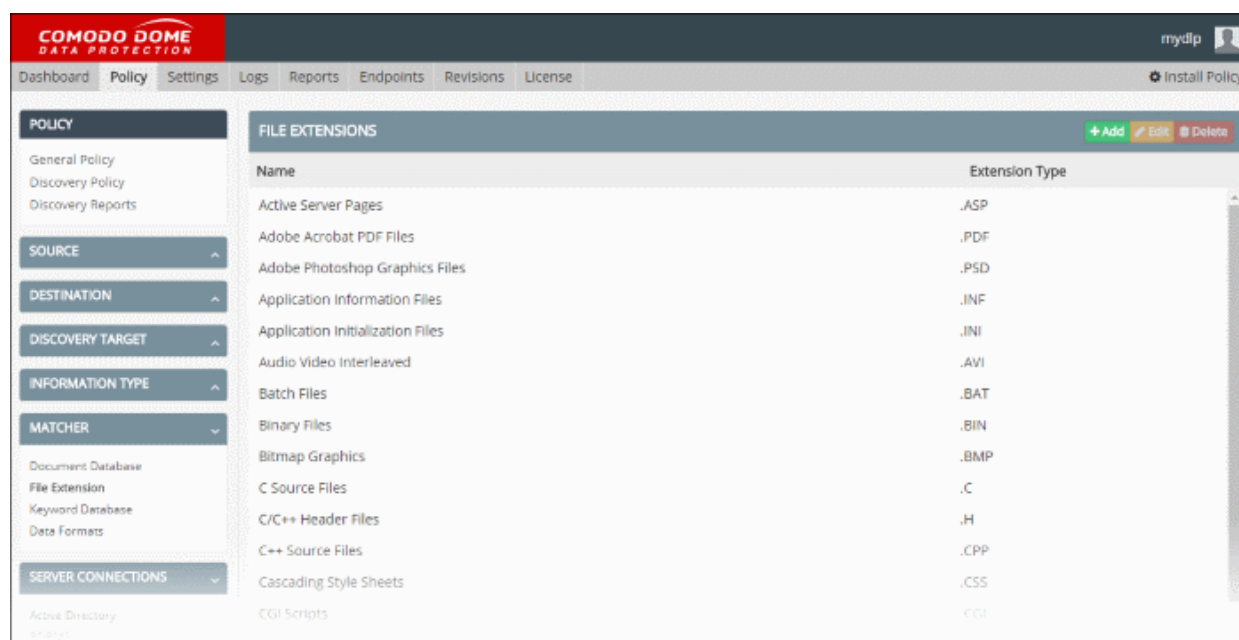 COMODO DOME
DATA PROTECTION
mydlp
Dashboard Policy Settings Logs Reports Endpoints Revisions License Install Policy
POLICY
General Policy
Discovery Policy
Discovery Reports
SOURCE
DESTINATION
DISCOVERY TARGET
INFORMATION TYPE
MATCHER
Document Database
File Extension
Keyword Database
Data Formats
SERVER CONNECTIONS
Active Directory
FILE EXTENSIONS
+ Add Edit Delete
Name Extension Type
Active Server Pages .ASP
Adobe Acrobat PDF Files .PDF
Adobe Photoshop Graphics Files .PSD
Application Information Files .INF
Application Initialization Files .INI
Audio Video Interleaved .AVI
Batch Files .BAT
Binary Files .BIN
Bitmap Graphics .BMP
C Source Files .C
C/C++ Header Files .H
C++ Source Files .CPP
Cascading Style Sheets .CSS
CGI Scripts .CGI